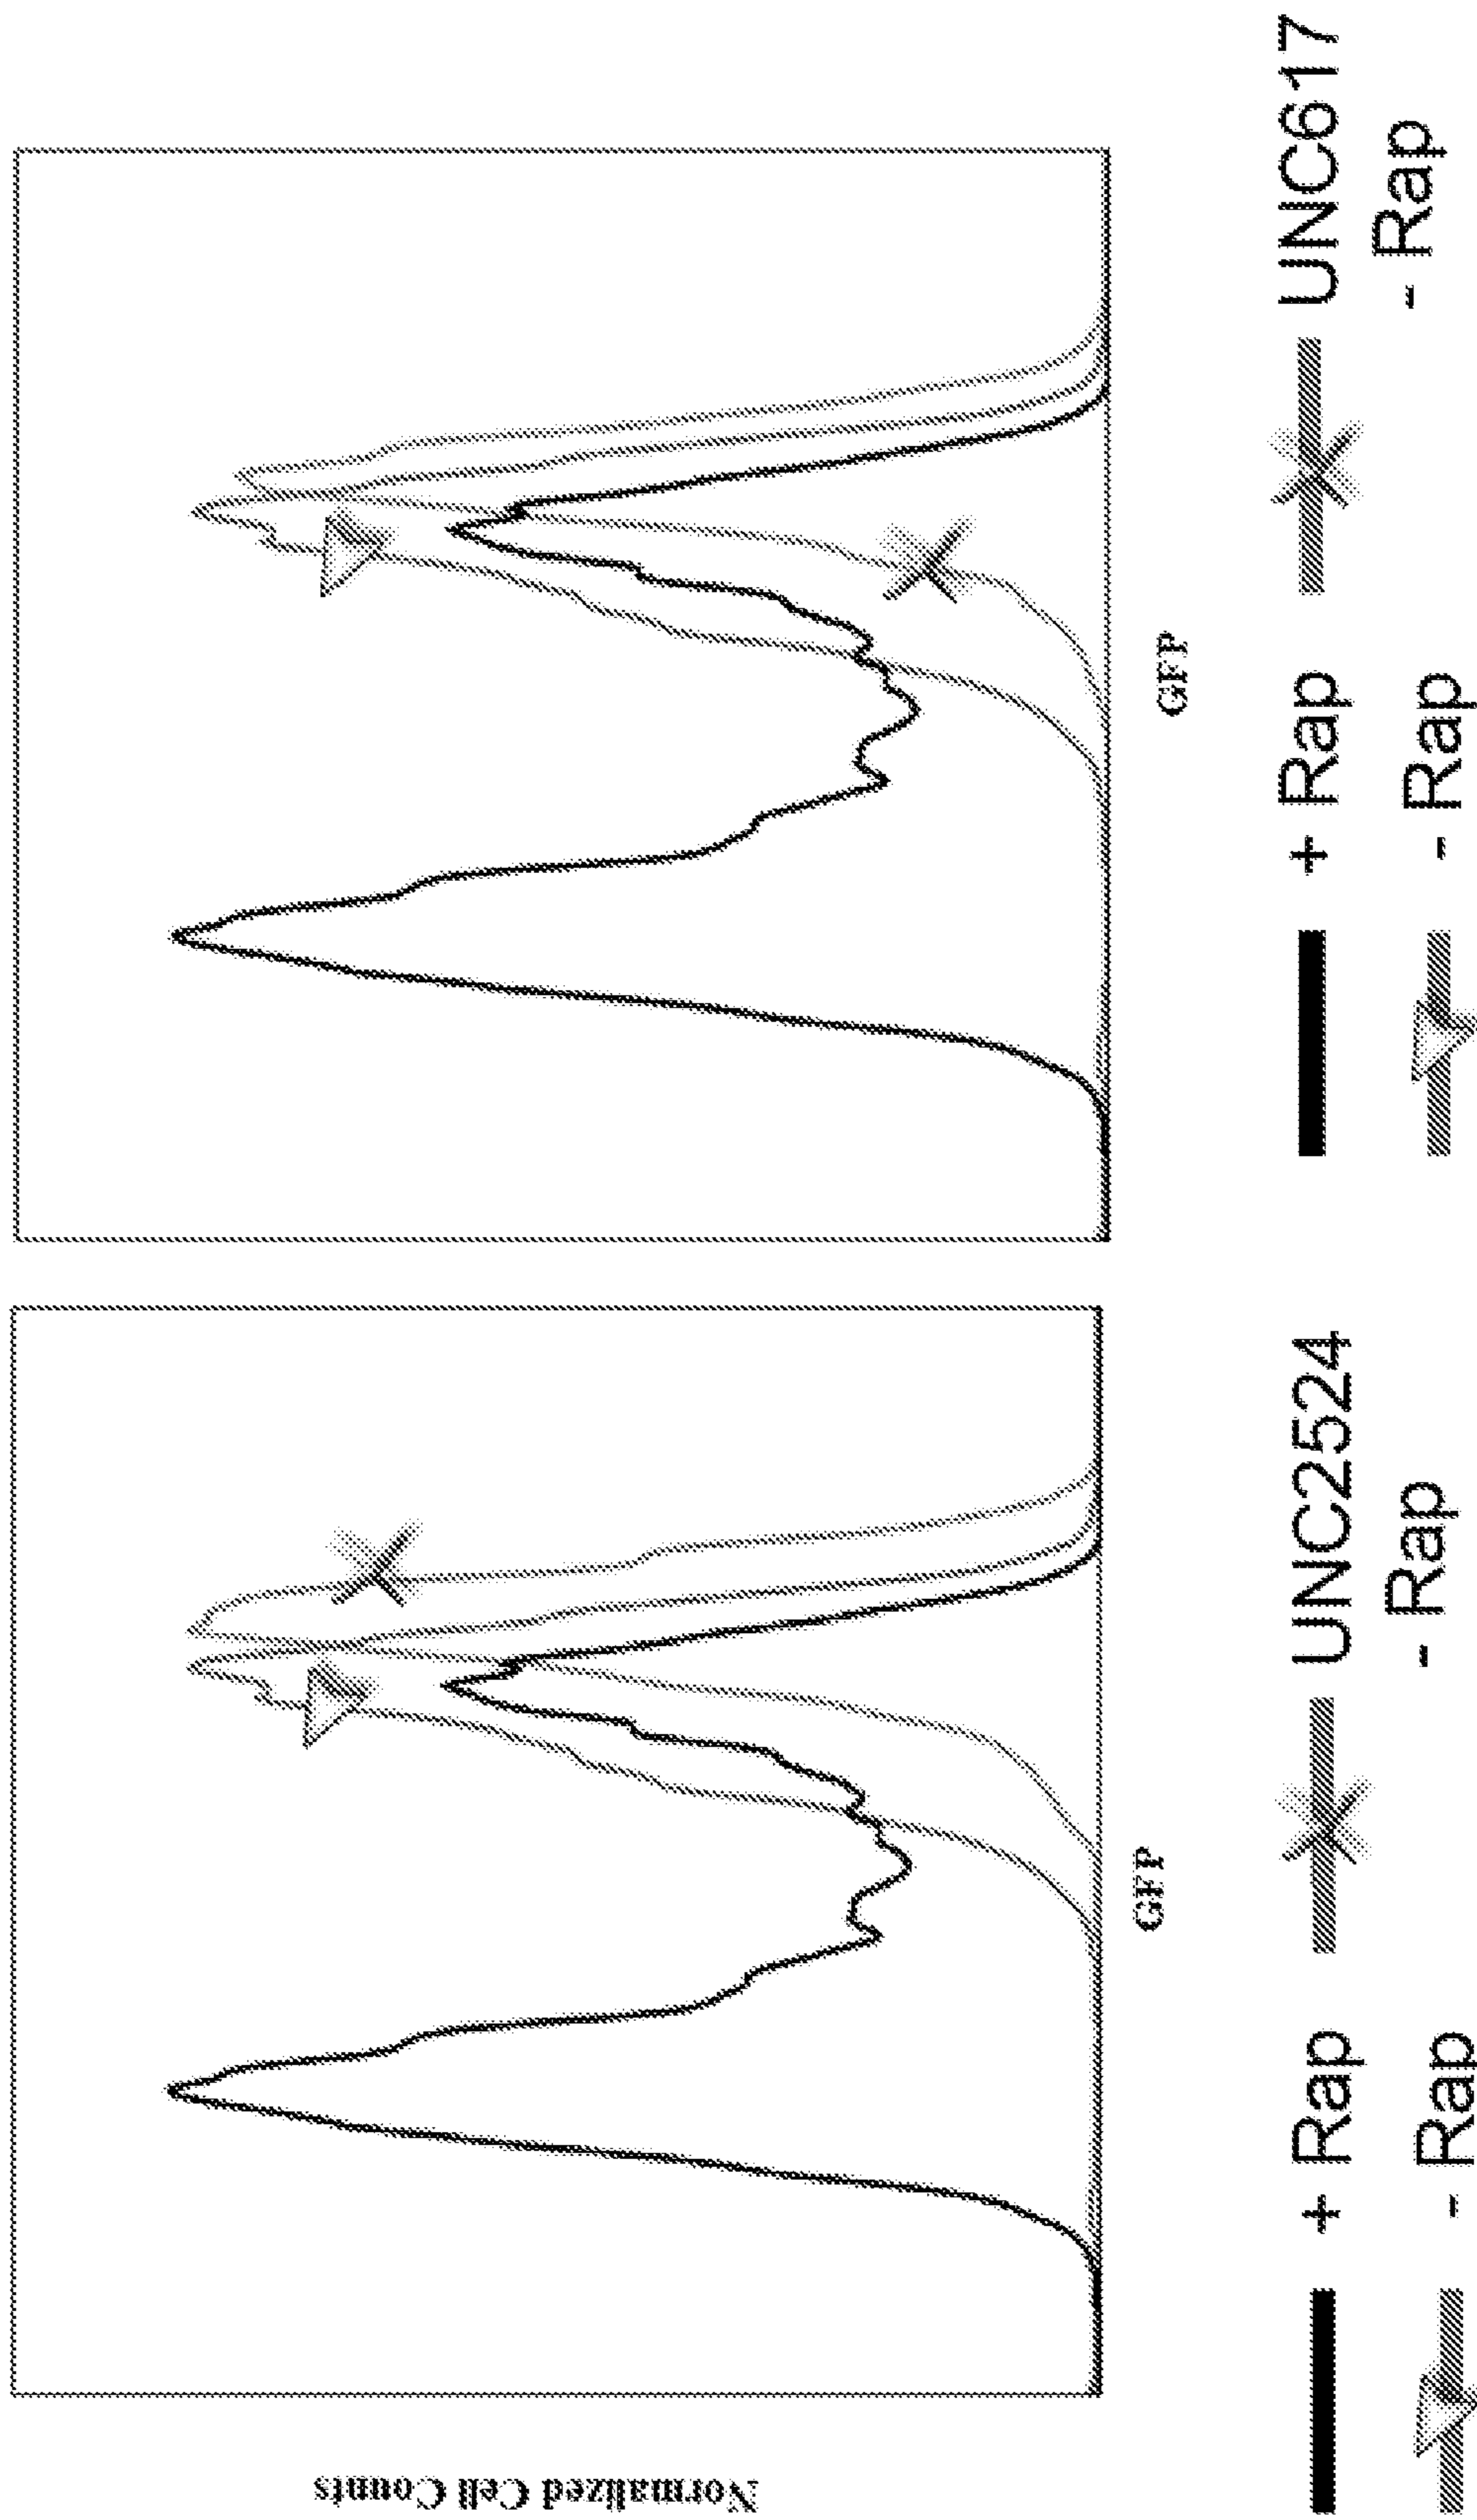 Normalized Cell Counts
GFP
GFP
+ Rap
UNC2524
- Rap
- Rap
+ Rap
UNC617
- Rap
- Rap